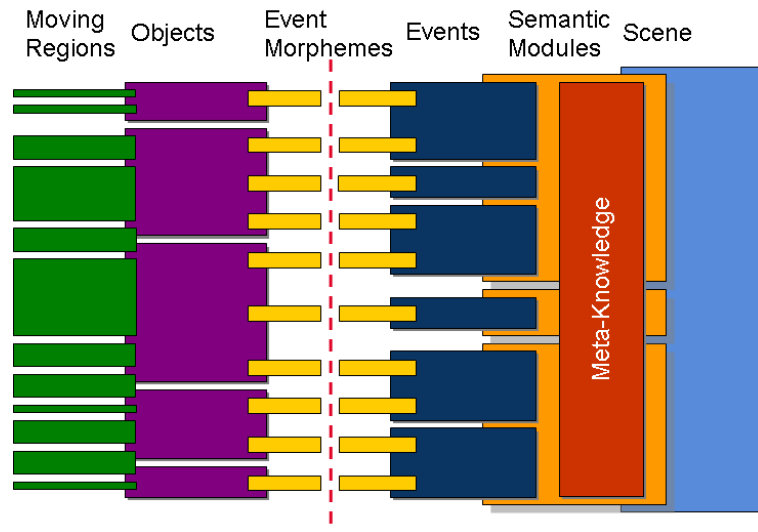 Moving
Regions
Objects
Event
Morphemes
Events
Semantic
Modules
Scene
Meta-Knowledge